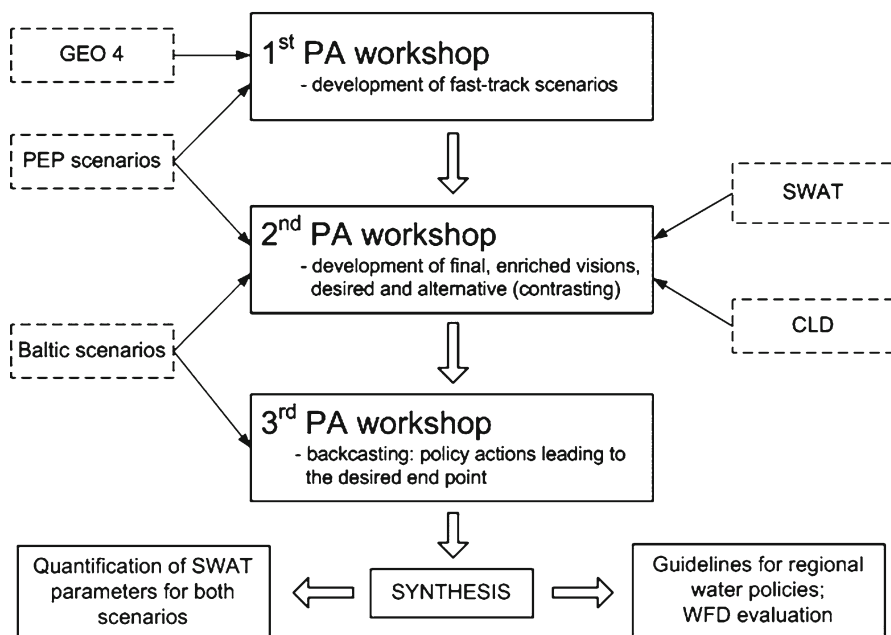 GEO 4
1st PA workshop
- development of fast-track scenarios
PEP scenarios
SWAT
2nd PA workshop
- development of final, enriched visions,
desired and alternative (contrasting)
CLD
Baltic scenarios
3rd PA workshop
- backcasting: policy actions leading to
the desired end point
Quantification of SWAT
parameters for both
scenarios
SYNTHESIS
Guidelines for regional
water policies;
WFD evaluation